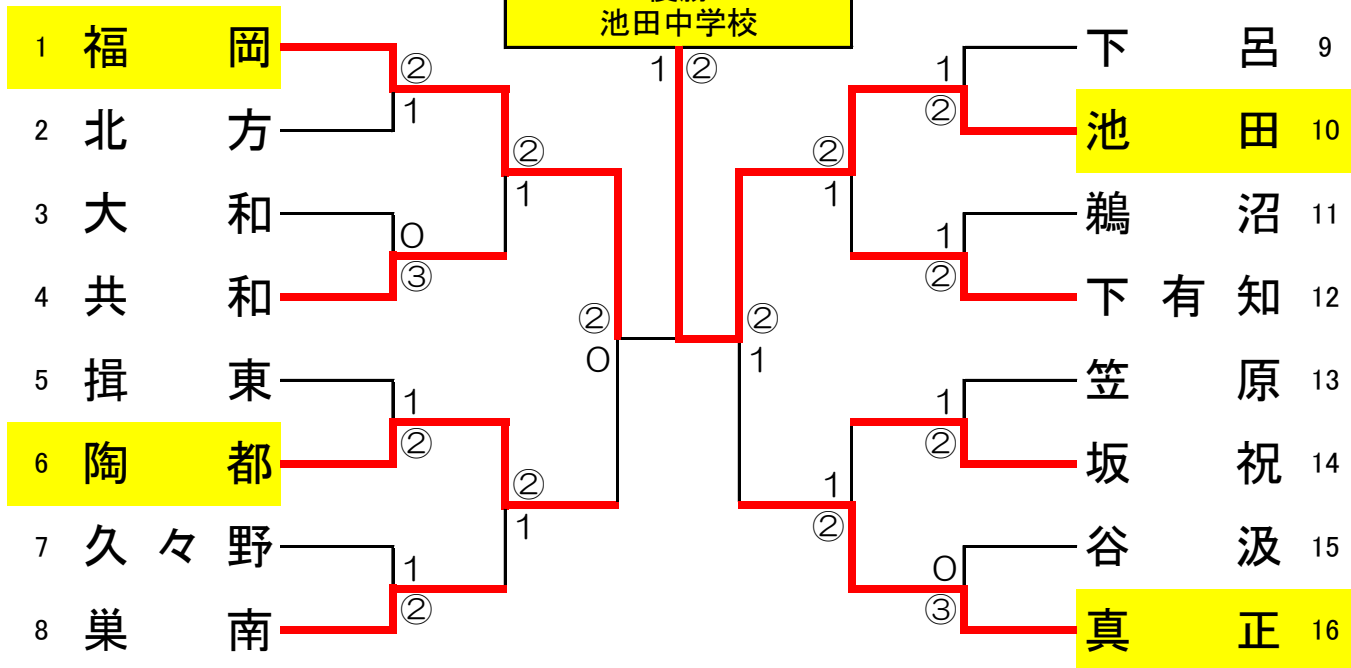 池田中学校
1 福岡
2 北方
3 大和
4 共和
5 揖東
6 陶都
7 久々野
8 巣南
② 1
0 ③
1 ②
1 ②
② 1
② 1
② 0
1 ②
② 1
② 1
1 ②
1 ②
1 ②
1 ②
0 ③
下呂 9
池田 10
鵜沼 11
下有知 12
笠原 13
坂祝 14
谷汲 15
真正 16